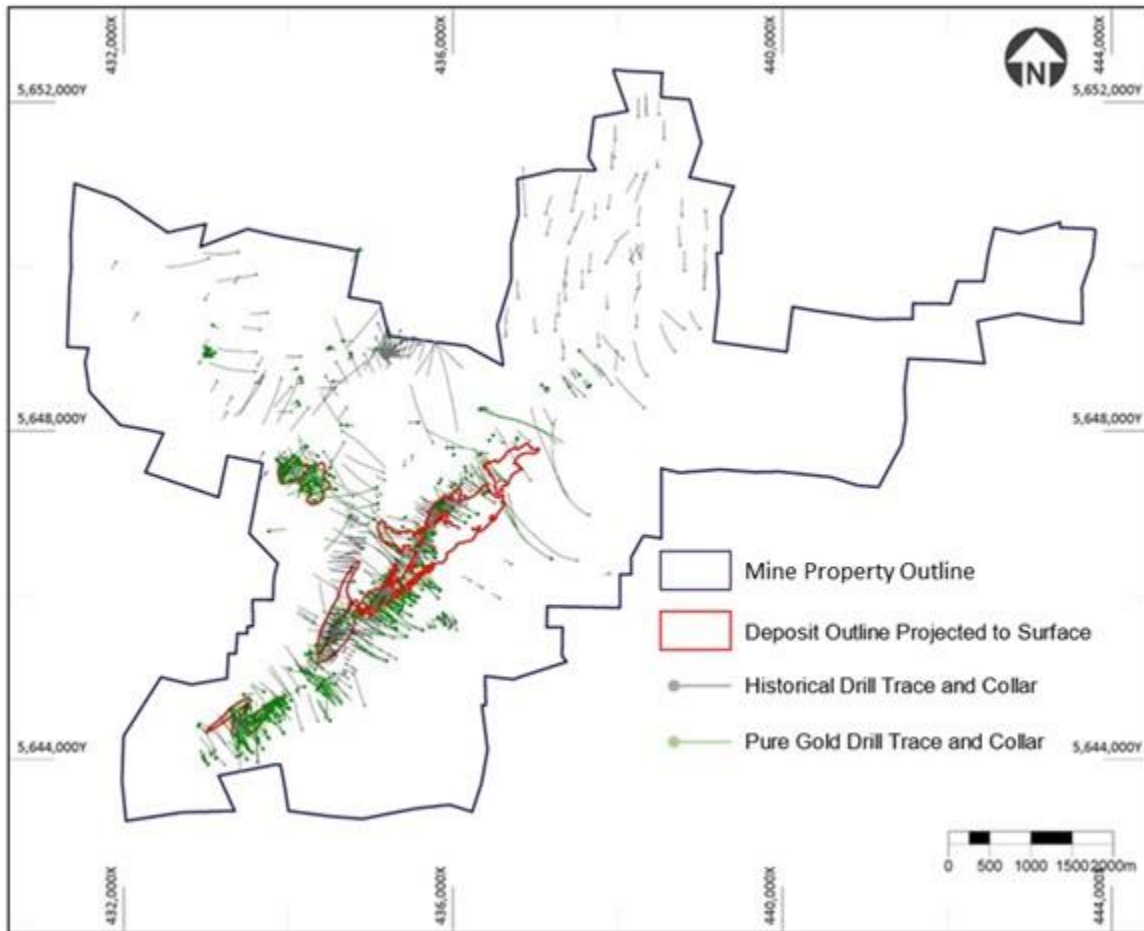 432,000X
436,000X
440,000X
444,000X
N
5,652,000Y
5,652,000Y
5,648,000Y
5,648,000Y
Mine Property Outline
Deposit Outline Projected to Surface
Historical Drill Trace and Collar
Pure Gold Drill Trace and Collar
5,644,000Y
5,644,000Y
0 500 1000 1500 2000m
432,000X
436,000X
440,000X
444,000X